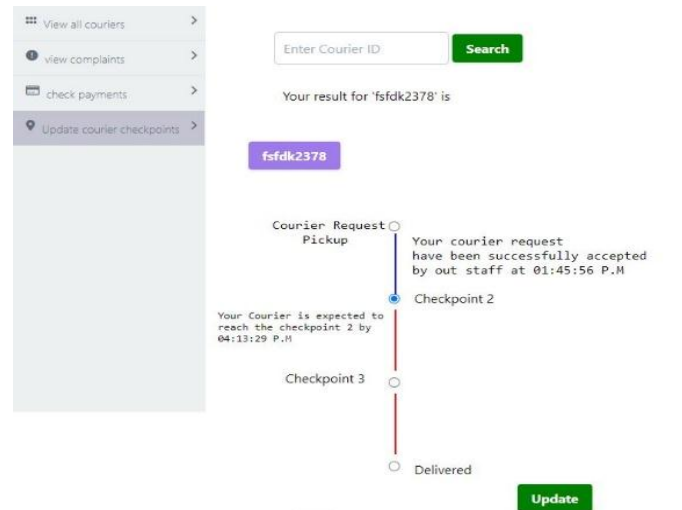 View all couriers
view complaints
check payments
Update courier checkpoints
Enter Courier ID
Search
Your result for 'fsfdk2378' is
fsfdk2378
Courier Request
Pickup
Your courier request
have been successfully accepted
by out staff at 01:45:56 P.M
Checkpoint 2
Your Courier is expected to
reach the checkpoint 2 by
04:13:29 P.M
Checkpoint 3
Delivered
Update